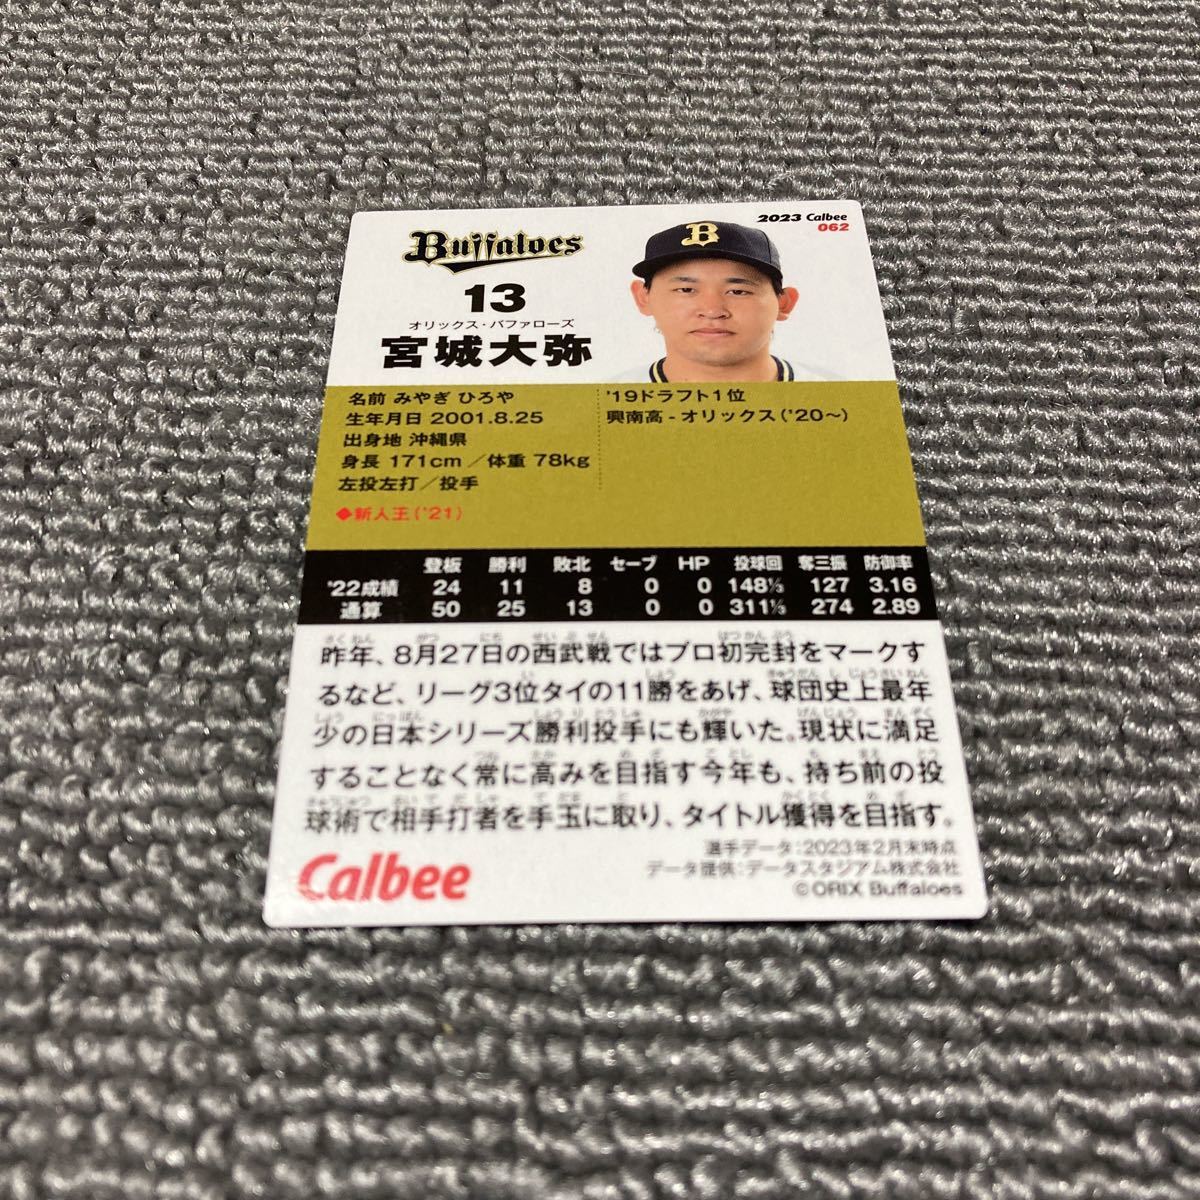 2023 Calbee
062
Buffaloes
B
13
オリックス・バファローズ
宮城大弥
名前 みやぎ ひろや
生年月日 2001.8.25
出身地 沖縄県
身長 171cm／体重 78kg
左投左打／投手
◆新人王('21)
'19ドラフト1位
興南高 - オリックス('20〜)
登板 勝利 敗北 セーブ HP 投球回 奪三振 防御率
'22成績 24 11 8 0 0 148⅓ 127 3.16
通算 50 25 13 0 0 311⅓ 274 2.89
昨年、8月27日の西武戦ではプロ初完封をマークす
るなど、リーグ3位タイの11勝をあげ、球団史上最年
少の日本シリーズ勝利投手にも輝いた。現状に満足
することなく常に高みを目指す今年も、持ち前の投
球術で相手打者を手玉に取り、タイトル獲得を目指す。
選手データ：2023年2月末時点
データ提供：データスタジアム株式会社
©ORIX Buffaloes
Calbee